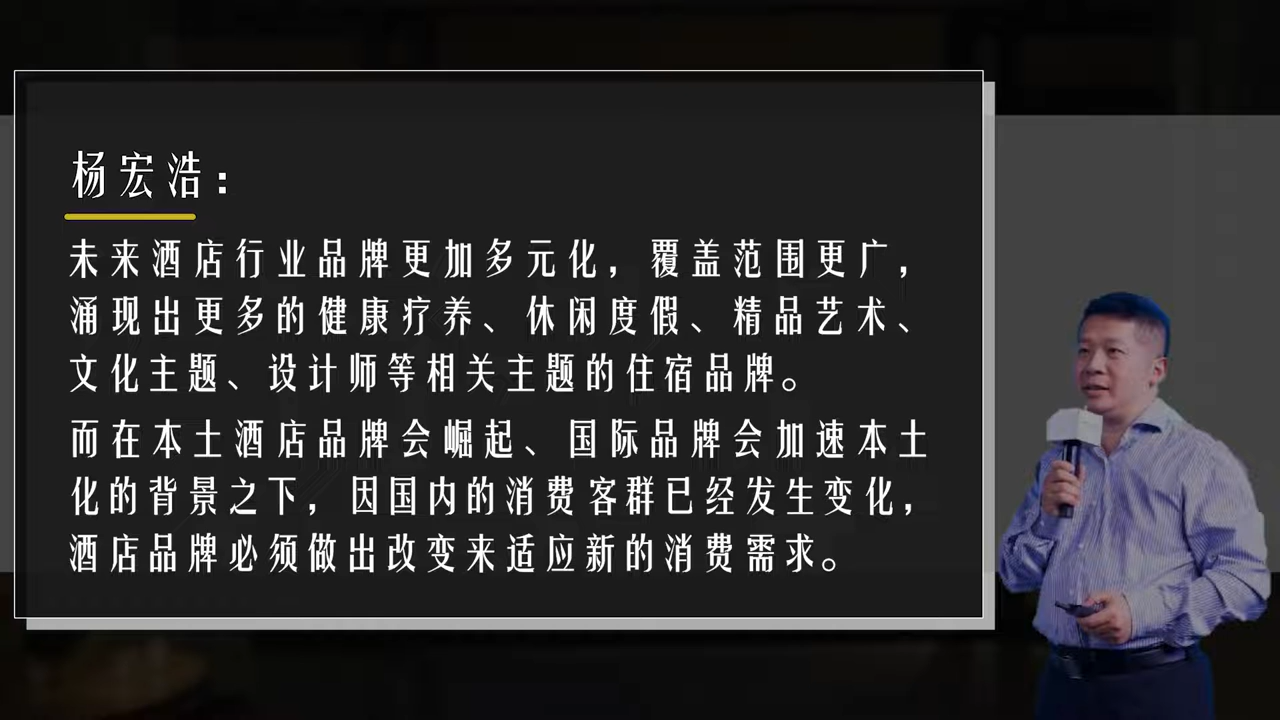 杨宏浩：
未来酒店行业品牌更加多元化，覆盖范围更广，
涌现出更多的健康疗养、休闲度假、精品艺术、
文化主题、设计师等相关主题的住宿品牌。
而在本土酒店品牌会崛起、国际品牌会加速本土
化的背景之下，因国内的消费客群已经发生变化，
酒店品牌必须做出改变来适应新的消费需求。